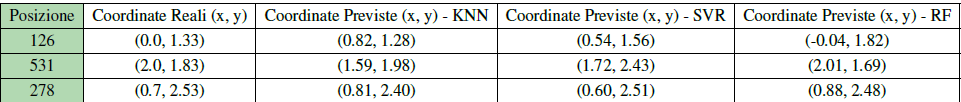 Posizione Coordinate Reali (x, y) Coordinate Previste (x, y) - KNN Coordinate Previste (x, y) - SVR Coordinate Previste (x, y) - RF
126 (0.0, 1.33) (0.82, 1.28) (0.54, 1.56) (-0.04, 1.82)
531 (2.0, 1.83) (1.59, 1.98) (1.72, 2.43) (2.01, 1.69)
278 (0.7, 2.53) (0.81, 2.40) (0.60, 2.51) (0.88, 2.48)